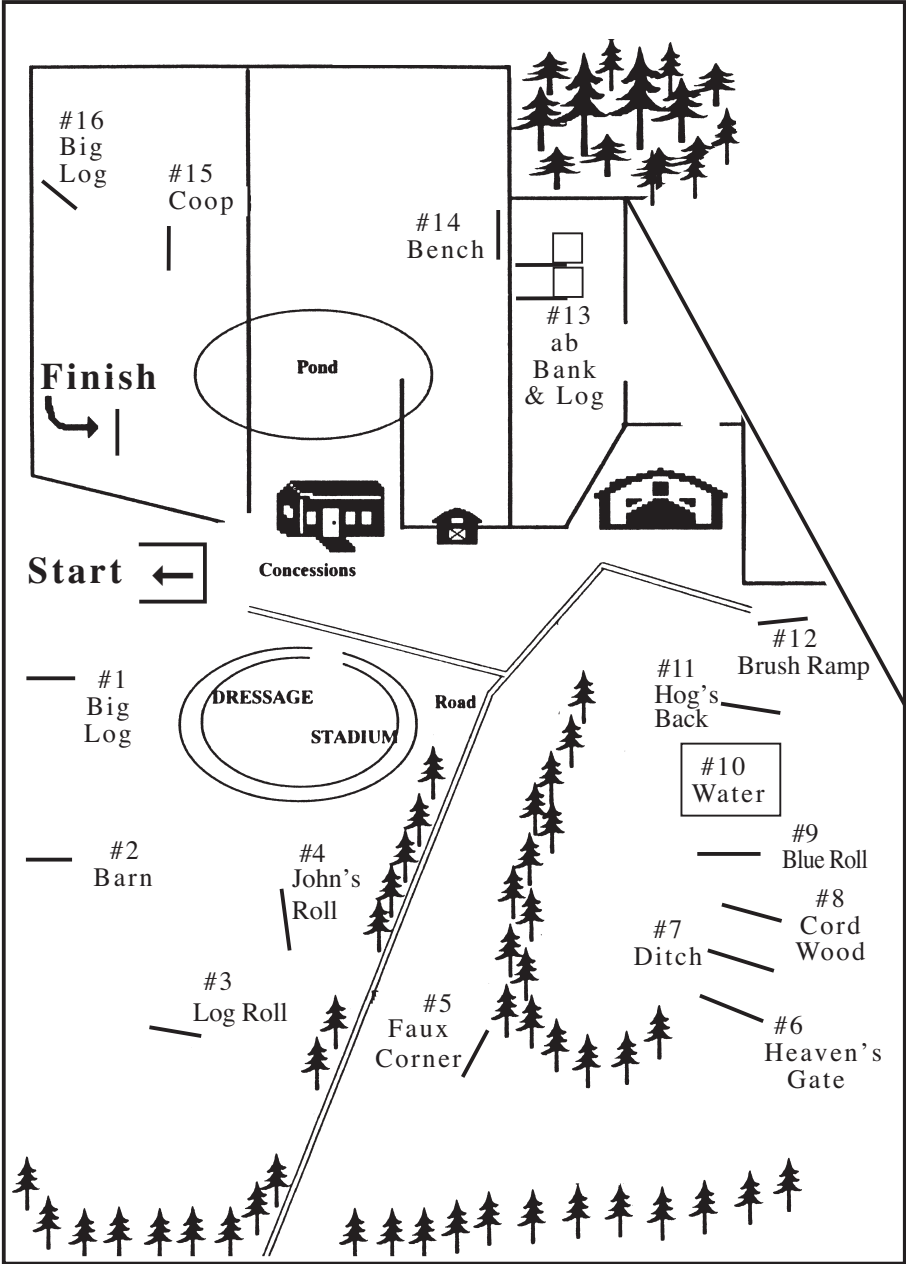 #16
Big
Log
#15
Coop
#14
Bench
#13
ab
Bank
& Log
Pond
Finish
Start
Concessions
#12
Brush Ramp
#11
Hog's
Back
#1
Big
Log
DRESSAGE
STADIUM
Road
#10
Water
#9
Blue Roll
#2
Barn
#4
John's
Roll
#8
Cord
Wood
#7
Ditch
#3
Log Roll
#5
Faux
Corner
#6
Heaven's
Gate